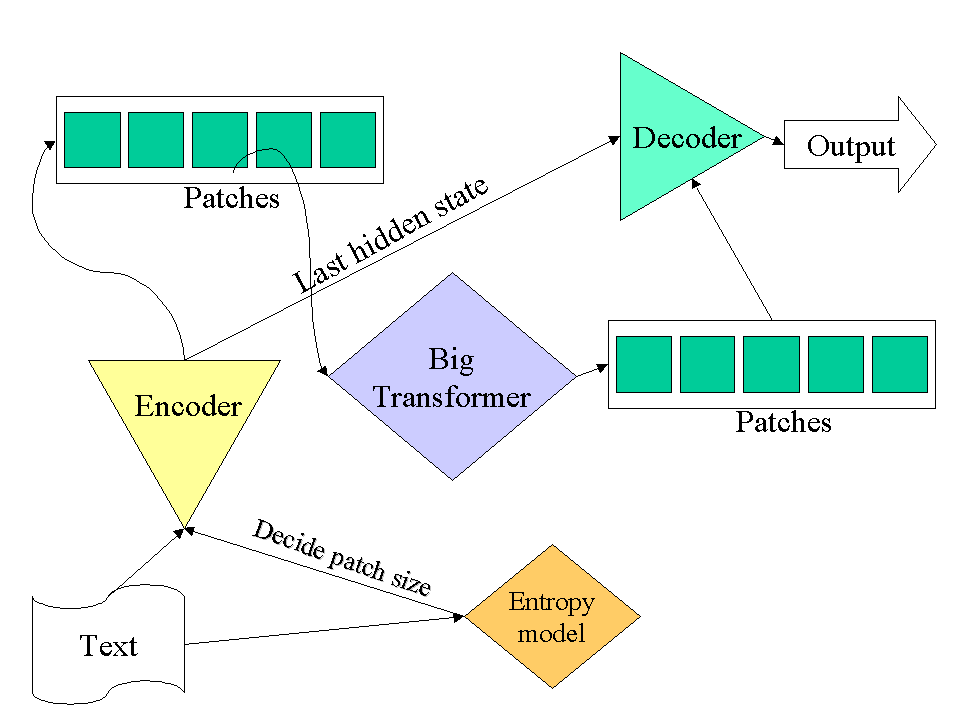 Patches
Decoder
Output
Last hidden state
Big
Transformer
Encoder
Patches
Decide patch size
Entropy
model
Text